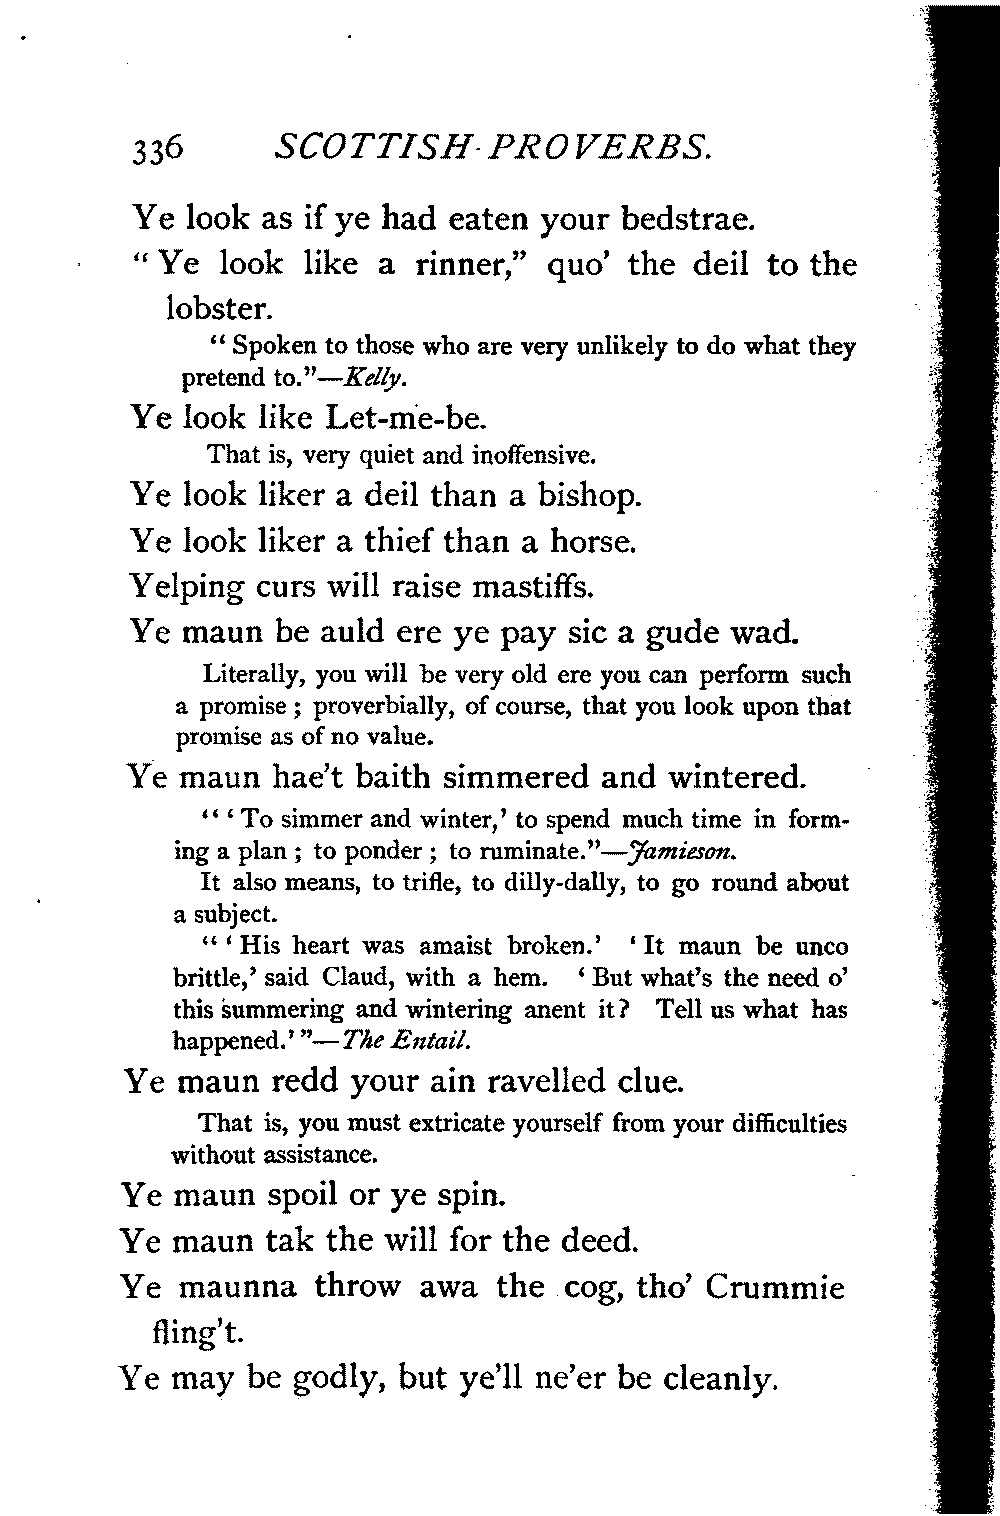 336 SCOTTISH PROVERBS.
Ye look as if ye had eaten your bedstrae.
“ Ye look like a rinner,” quo’ the deil to the
lobster.
“ Spoken to those who are very unlikely to do what they
pretend to.”—Kelly.
Ye look like Let-me-be.
That is, very quiet and inoffensive.
Ye look liker a deil than a bishop.
Ye look liker a thief than a horse.
Yelping curs will raise mastiffs.
Ye maun be auld ere ye pay sic a gude wad.
Literally, you will be very old ere you can perform such
a promise ; proverbially, of course, that you look upon that
promise as of no value.
Ye maun hae’t baith simmered and wintered.
“ ‘ To simmer and winter,’ to spend much time in form-
ing a plan ; to ponder ; to ruminate.”—Jamieson.
It also means, to trifle, to dilly-dally, to go round about
a subject.
“ ‘ His heart was amaist broken.’ ‘ It maun be unco
brittle,’ said Claud, with a hem. ‘ But what’s the need o’
this summering and wintering anent it? Tell us what has
happened.’ ”—The Entail.
Ye maun redd your ain ravelled clue.
That is, you must extricate yourself from your difficulties
without assistance.
Ye maun spoil or ye spin.
Ye maun tak the will for the deed.
Ye maunna throw awa the cog, tho’ Crummie
fling’t.
Ye may be godly, but ye’ll ne’er be cleanly.